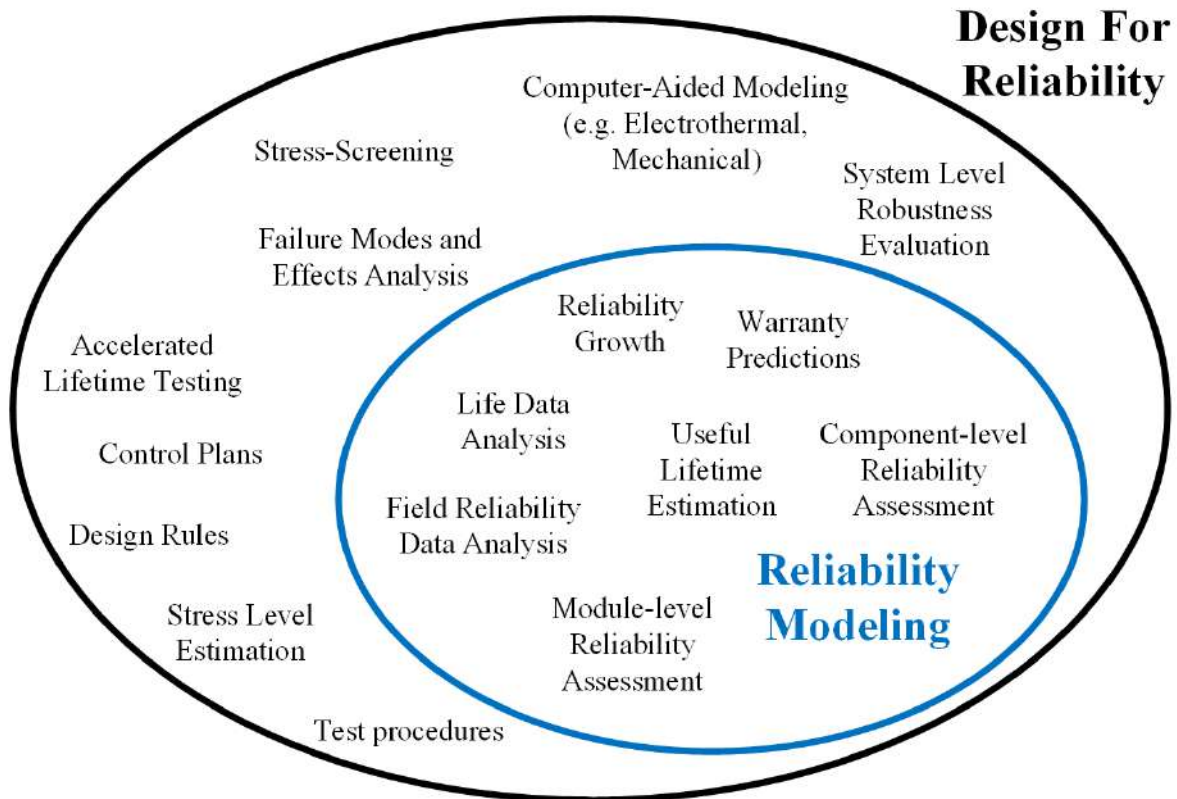 Design For
Reliability
Computer-Aided Modeling
(e.g. Electrothermal,
Mechanical)
Stress-Screening
System Level
Robustness
Evaluation
Failure Modes and
Effects Analysis
Reliability
Growth
Warranty
Predictions
Accelerated
Lifetime Testing
Life Data
Analysis
Useful
Lifetime
Estimation
Component-level
Reliability
Assessment
Control Plans
Field Reliability
Data Analysis
Design Rules
Reliability
Modeling
Stress Level
Estimation
Module-level
Reliability
Assessment
Test procedures